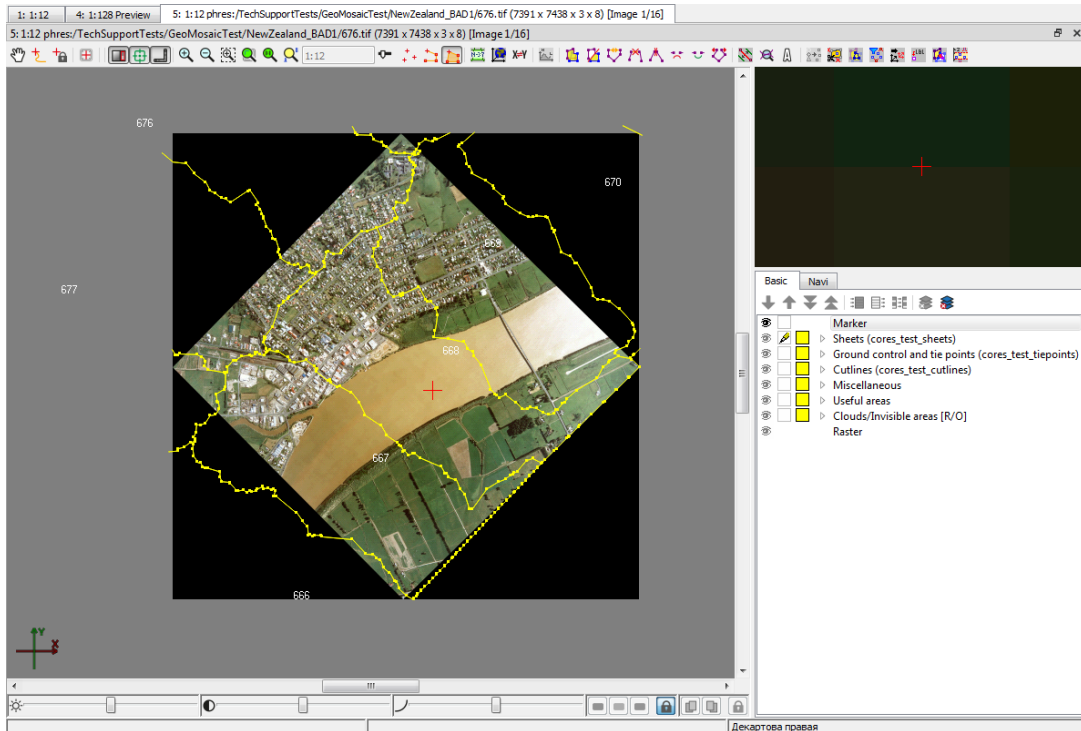 1: 1:12
4: 1:128 Preview
5: 1:12 phres:/TechSupportTests/GeoMosaicTest/NewZealand_BAD1/676.tif (7391 x 7438 x 3 x 8) [Image 1/16]
5: 1:12 phres:/TechSupportTests/GeoMosaicTest/NewZealand_BAD1/676.tif (7391 x 7438 x 3 x 8) [Image 1/16]
1:12
676
670
669
677
668
667
666
Y
X
Basic
Navi
Marker
Sheets (cores_test_sheets)
Ground control and tie points (cores_test_tiepoints)
Cutlines (cores_test_cutlines)
Miscellaneous
Useful areas
Clouds/Invisible areas [R/O]
Raster
Декартова правая